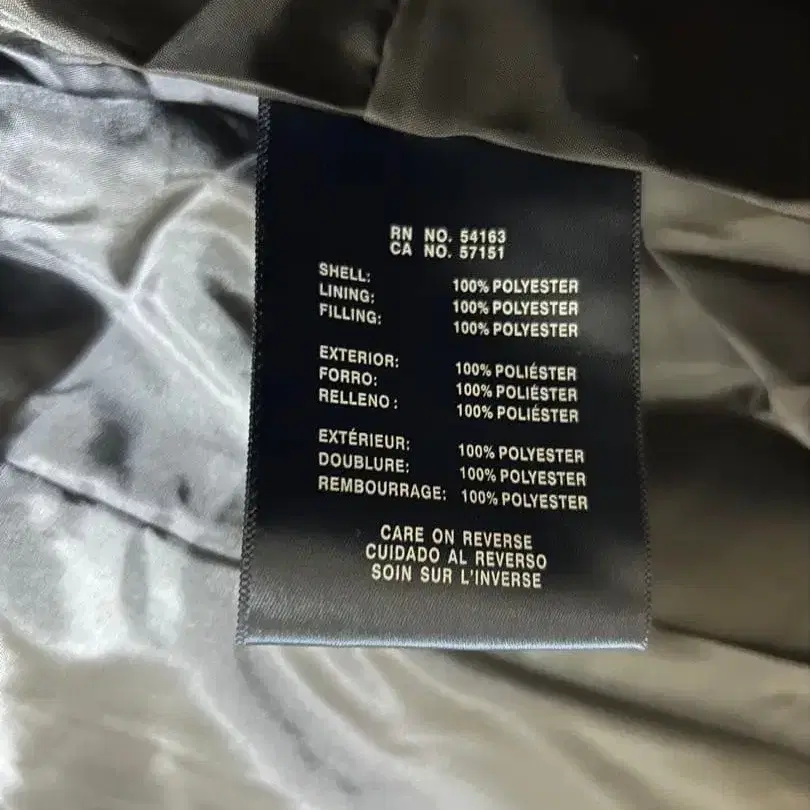 RN NO. 54163
CA NO. 57151
SHELL: 100% POLYESTER
LINING: 100% POLYESTER
FILLING: 100% POLYESTER
EXTERIOR: 100% POLIÉSTER
FORRO: 100% POLIÉSTER
RELLENO : 100% POLIÉSTER
EXTÉRIEUR: 100% POLYESTER
DOUBLURE: 100% POLYESTER
REMBOURRAGE: 100% POLYESTER
CARE ON REVERSE
CUIDADO AL REVERSO
SOIN SUR L'INVERSE